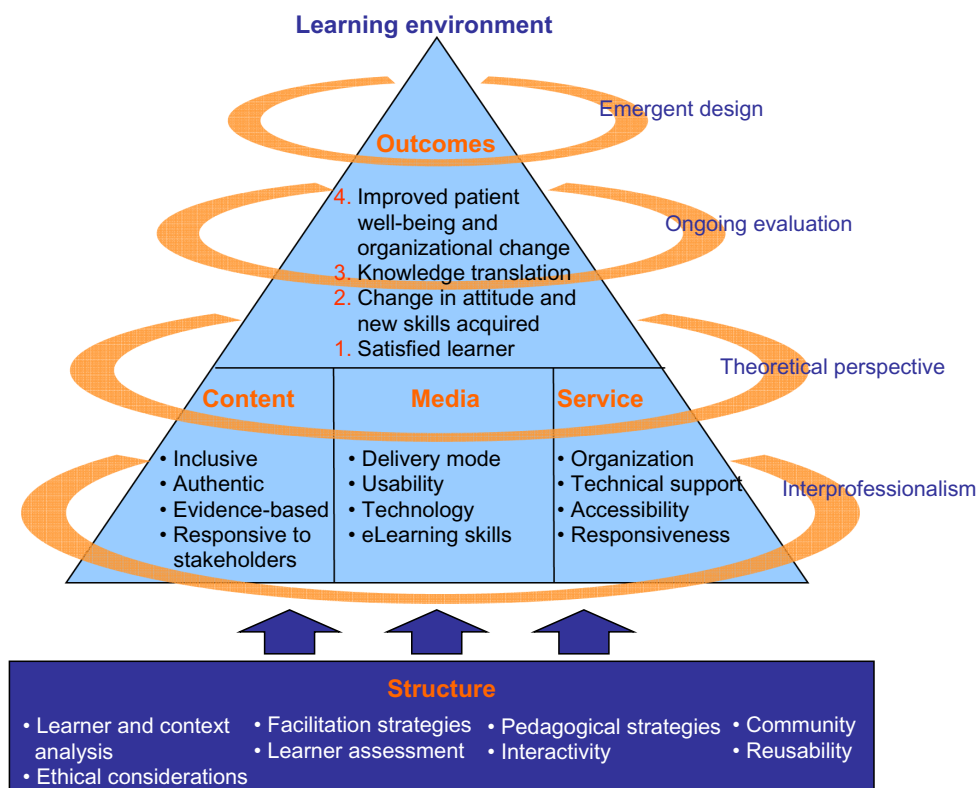 Learning environment
Emergent design
Outcomes
4. Improved patient
well-being and
organizational change
Ongoing evaluation
3. Knowledge translation
2. Change in attitude and
new skills acquired
1. Satisfied learner
Theoretical perspective
Content
• Inclusive
• Authentic
• Evidence-based
• Responsive to
stakeholders
Media
• Delivery mode
• Usability
• Technology
• eLearning skills
Service
• Organization
• Technical support
• Accessibility
• Responsiveness
Interprofessionalism
Structure
• Learner and context
analysis
• Ethical considerations
• Facilitation strategies
• Learner assessment
• Pedagogical strategies
• Interactivity
• Community
• Reusability